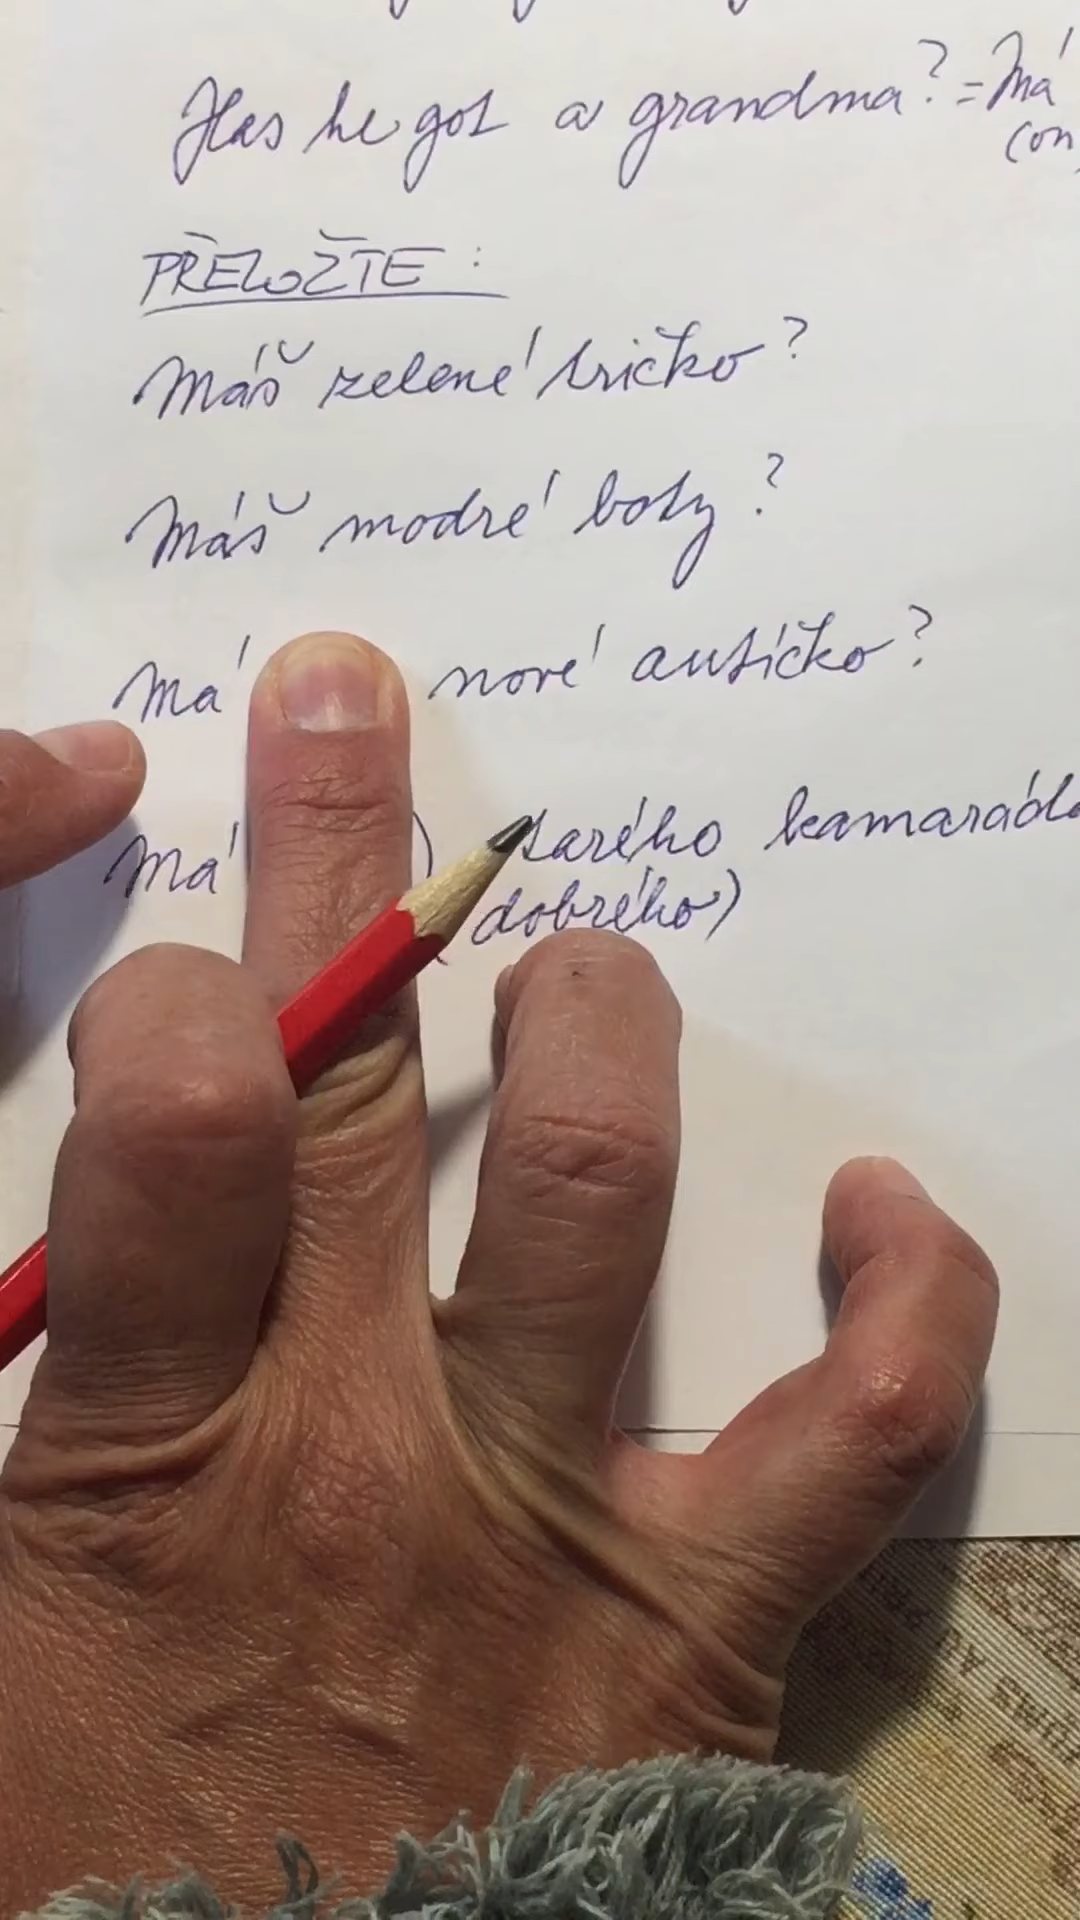 Has he got a grandma? = Má
(on
PŘELOŽTE:
Máš zelené tričko?
Máš modré boty?
Má nové autíčko?
Má ) starého kamaráda
dobrého)